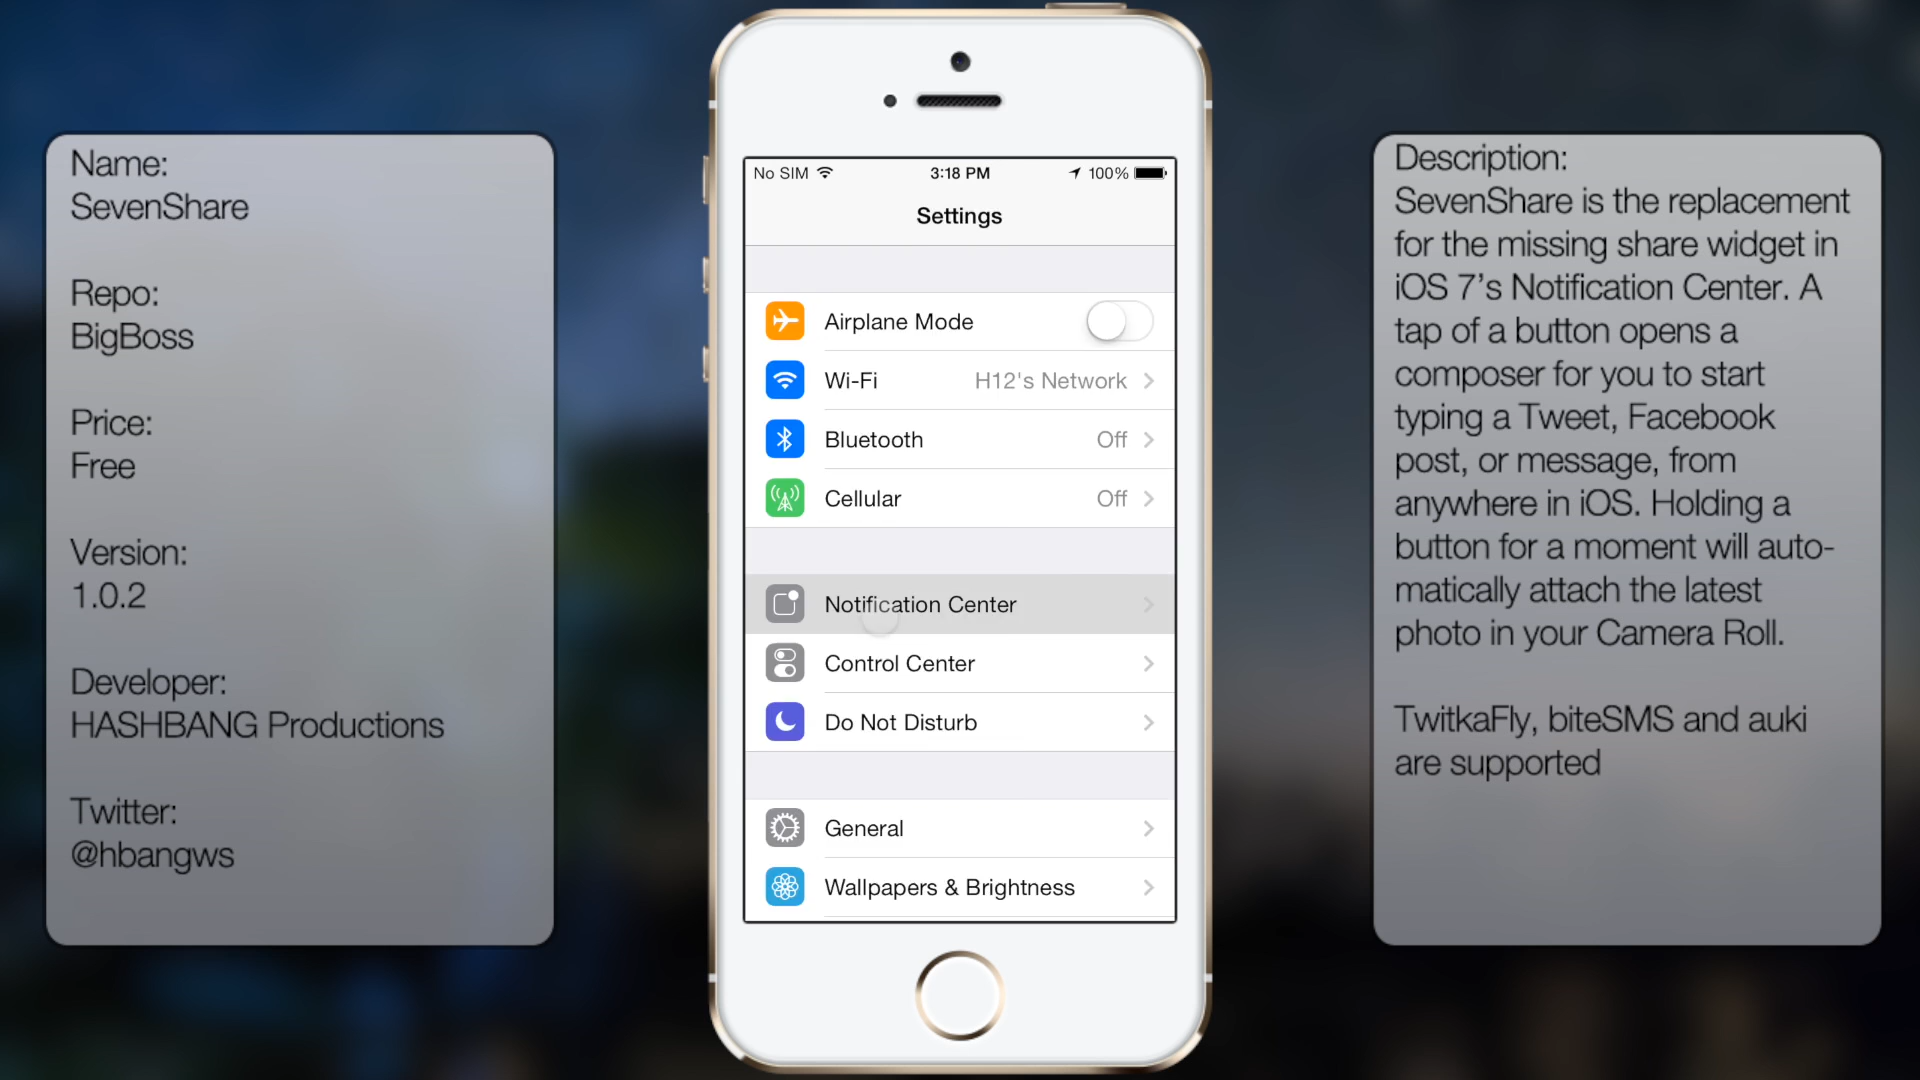 Name:
SevenShare
Repo:
BigBoss
Price:
Free
Version:
1.0.2
Developer:
HASHBANG Productions
Twitter:
@hbangws
No SIM 3:18 PM 100%
Settings
Airplane Mode
Wi-Fi H12's Network
Bluetooth Off
Cellular Off
Notification Center
Control Center
Do Not Disturb
General
Wallpapers & Brightness
Description:
SevenShare is the replacement
for the missing share widget in
iOS 7’s Notification Center. A
tap of a button opens a
composer for you to start
typing a Tweet, Facebook
post, or message, from
anywhere in iOS. Holding a
button for a moment will auto-
matically attach the latest
photo in your Camera Roll.
TwitkaFly, biteSMS and auki
are supported